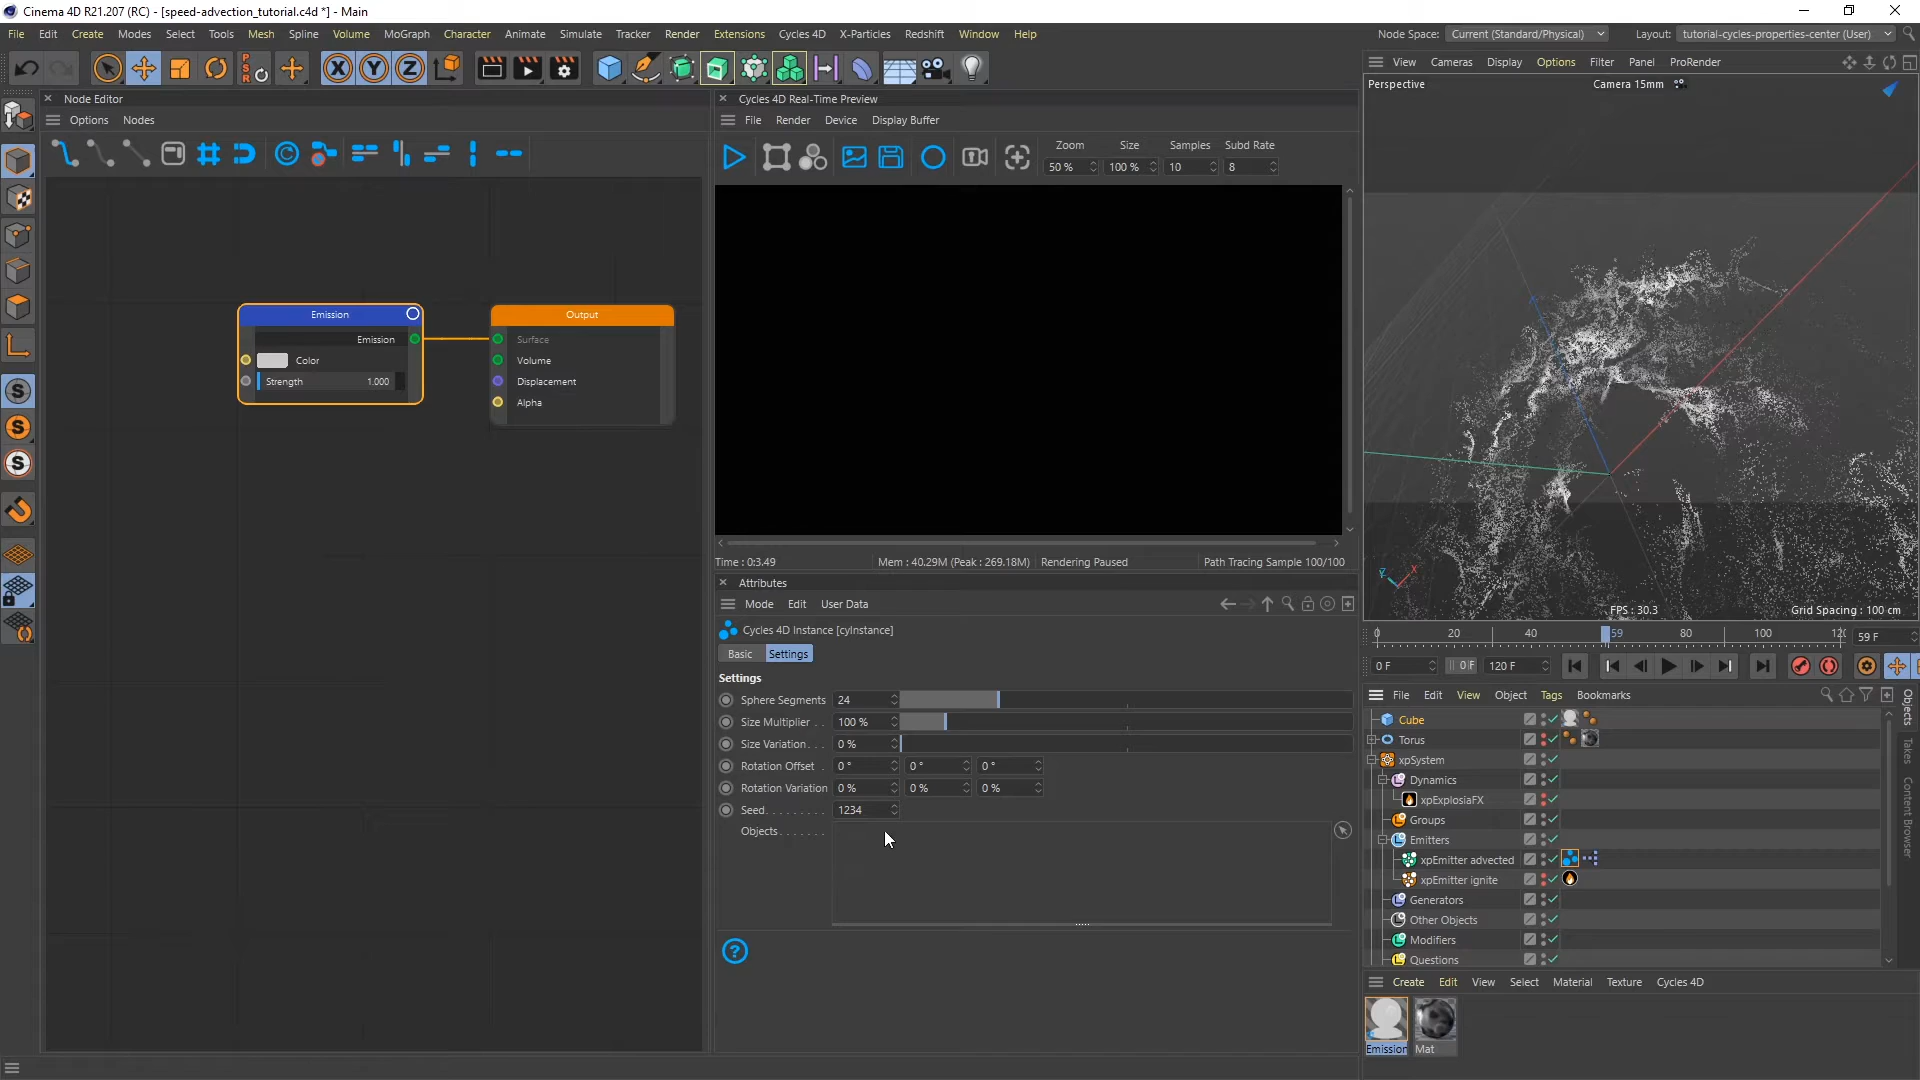 Cinema 4D R21.207 (RC) - [speed-advection_tutorial.c4d *] - Main
File Edit Create Modes Select Tools Mesh Spline Volume MoGraph Character Animate Simulate Tracker Render Extensions Cycles 4D X-Particles Redshift Window Help
Node Space: Current (Standard/Physical) Layout: tutorial-cycles-properties-center (User)
PSR X Y Z
Node Editor
Options Nodes
Emission
Emission
Color
Strength 1.000
Output
Surface
Volume
Displacement
Alpha
Cycles 4D Real-Time Preview
File Render Device Display Buffer
Zoom Size Samples Subd Rate
50 % 100 % 10 8
Time : 0:3.49 Mem : 40.29M (Peak : 269.18M) Rendering Paused Path Tracing Sample 100/100
Attributes
Mode Edit User Data
Cycles 4D Instance [cyInstance]
Basic Settings
Settings
Sphere Segments 24
Size Multiplier . . 100 %
Size Variation. . . 0 %
Rotation Offset . 0 ° 0 ° 0 °
Rotation Variation 0 % 0 % 0 %
Seed. . . . . . . . . 1234
Objects. . . . . . .
?
View Cameras Display Options Filter Panel ProRender
Perspective Camera 15mm
Y X
FPS : 30.3 Grid Spacing : 100 cm
0 20 40 59 80 100 12 59 F
0 F 0 F 120 F
File Edit View Object Tags Bookmarks
Cube
Torus
xpSystem
Dynamics
xpExplosiaFX
Groups
Emitters
xpEmitter advected
xpEmitter ignite
Generators
Other Objects
Modifiers
Questions
Objects
Takes
Content Browser
Create Edit View Select Material Texture Cycles 4D
Emission Mat